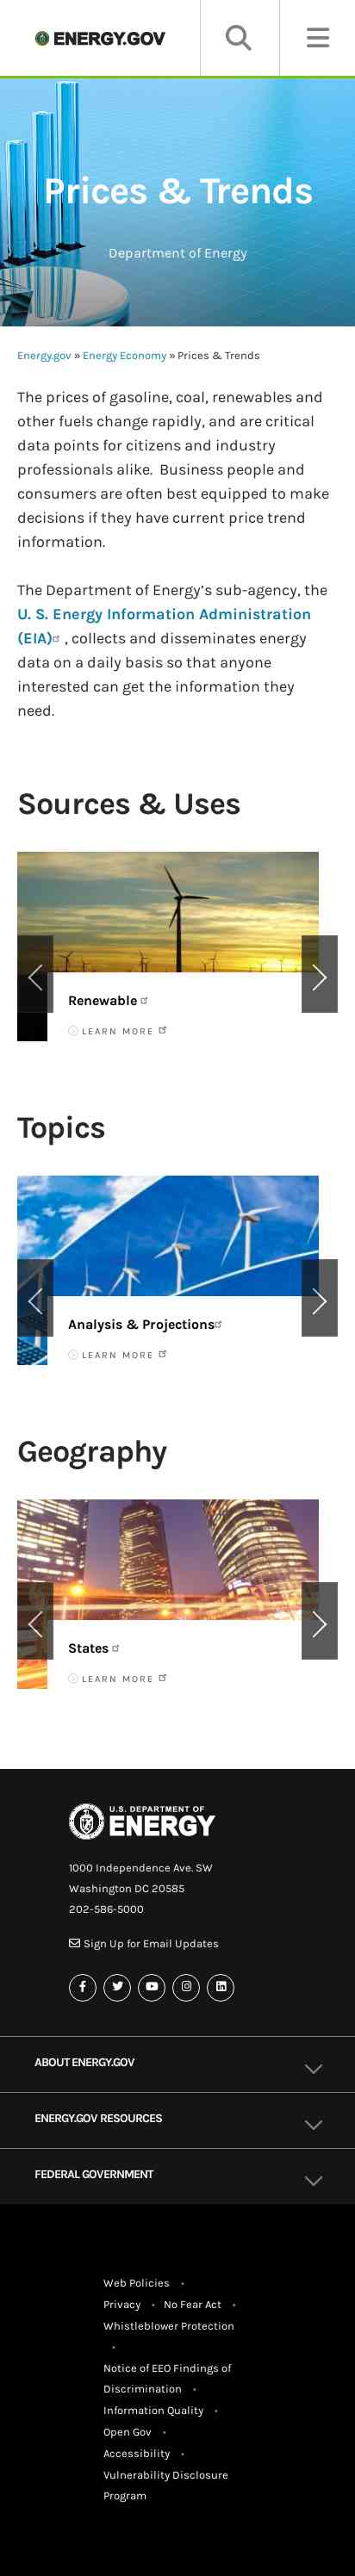 ENERGY.GOV
Prices & Trends
Department of Energy
Energy.gov » Energy Economy » Prices & Trends
The prices of gasoline, coal, renewables and
other fuels change rapidly, and are critical
data points for citizens and industry
professionals alike.  Business people and
consumers are often best equipped to make
decisions if they have current price trend
information.
The Department of Energy’s sub-agency, the
U. S. Energy Information Administration
(EIA) , collects and disseminates energy
data on a daily basis so that anyone
interested can get the information they
need.
Sources & Uses
Renewable
LEARN MORE
Topics
Analysis & Projections
LEARN MORE
Geography
States
LEARN MORE
U.S. DEPARTMENT OF
ENERGY
1000 Independence Ave. SW
Washington DC 20585
202-586-5000
Sign Up for Email Updates
ABOUT ENERGY.GOV
ENERGY.GOV RESOURCES
FEDERAL GOVERNMENT
Web Policies •
Privacy • No Fear Act •
Whistleblower Protection
•
Notice of EEO Findings of
Discrimination •
Information Quality •
Open Gov •
Accessibility •
Vulnerability Disclosure
Program